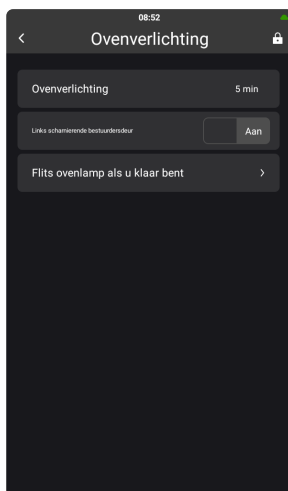 08:52
Ovenverlichting
Ovenverlichting 5 min
Links scharnierende bestuurdersdeur Aan
Flits ovenlamp als u klaar bent